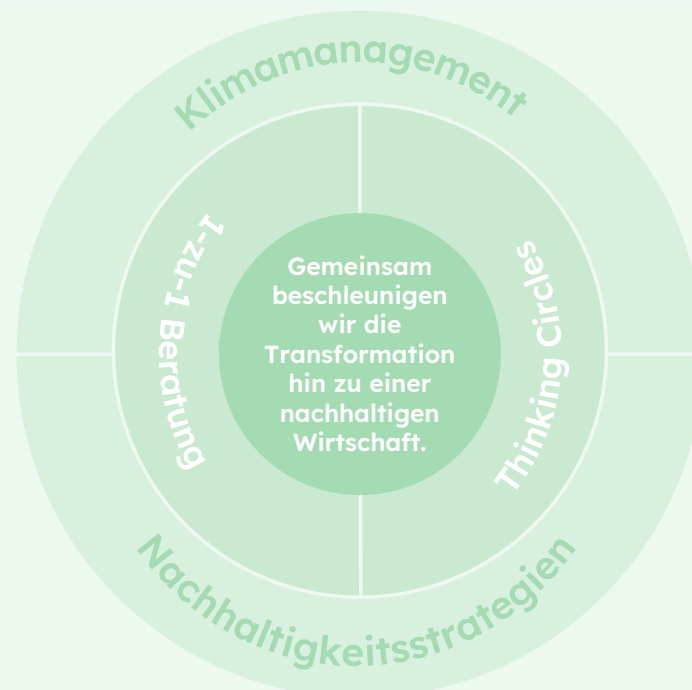 Klimamanagement
1-zu-1 Beratung
Gemeinsam
beschleunigen
wir die
Transformation
hin zu einer
nachhaltigen
Wirtschaft.
Thinking Circles
Nachhaltigkeitsstrategien